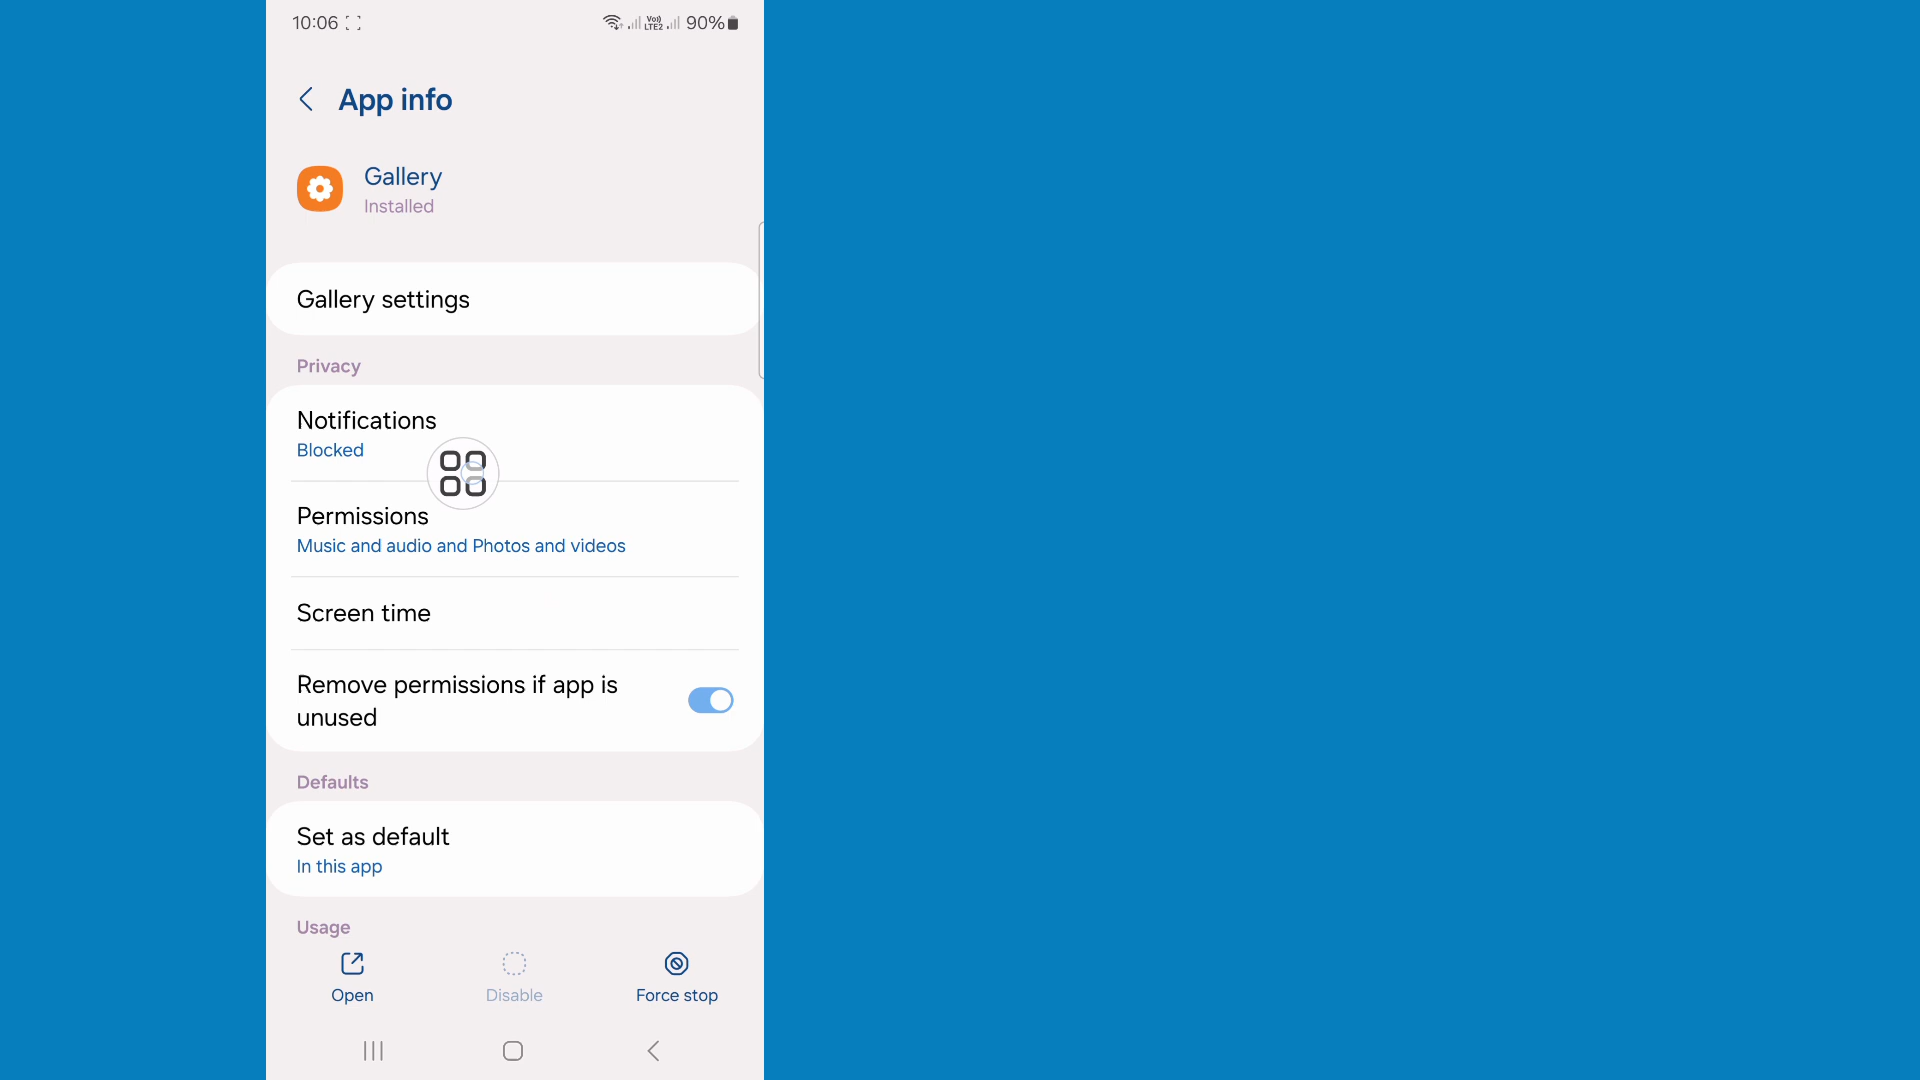 10:06
Vo)) LTE2 90%
App info
Gallery
Installed
Gallery settings
Privacy
Notifications
Blocked
Permissions
Music and audio and Photos and videos
Screen time
Remove permissions if app is
unused
Defaults
Set as default
In this app
Usage
Open Disable Force stop